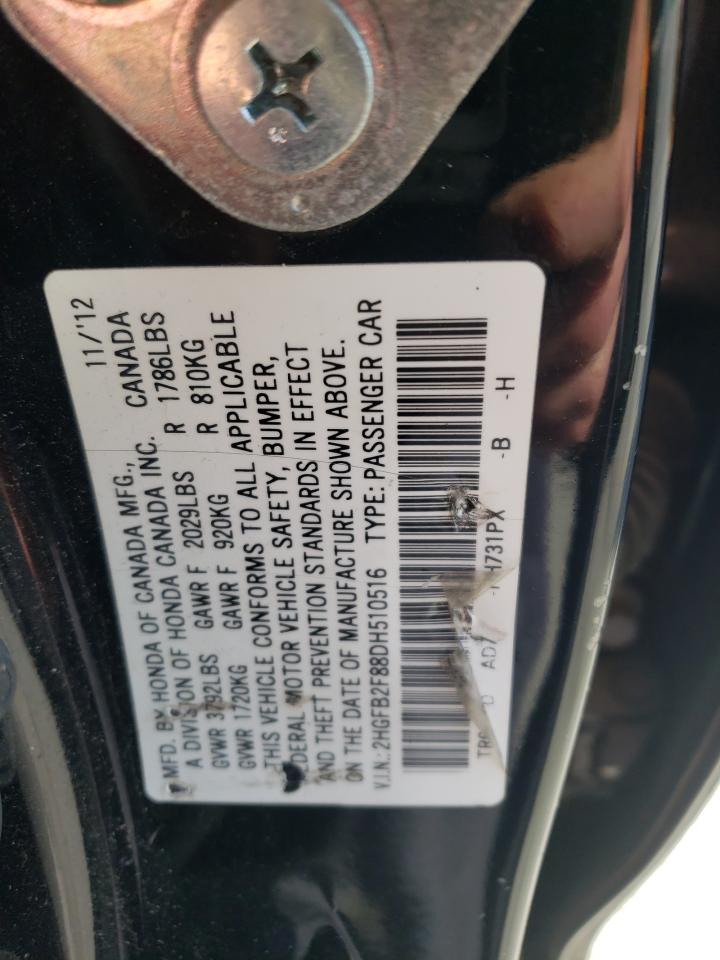 MFD. BY HONDA OF CANADA MFG., 11/'12
A DIVISION OF HONDA CANADA INC. CANADA
GVWR 3792LBS GAWR F 2029LBS R 1786LBS
GVWR 1720KG GAWR F 920KG R 810KG
THIS VEHICLE CONFORMS TO ALL APPLICABLE
FEDERAL MOTOR VEHICLE SAFETY, BUMPER,
AND THEFT PREVENTION STANDARDS IN EFFECT
ON THE DATE OF MANUFACTURE SHOWN ABOVE.
V.I.N.: 2HGFB2F88DH510516 TYPE: PASSENGER CAR
-B -H